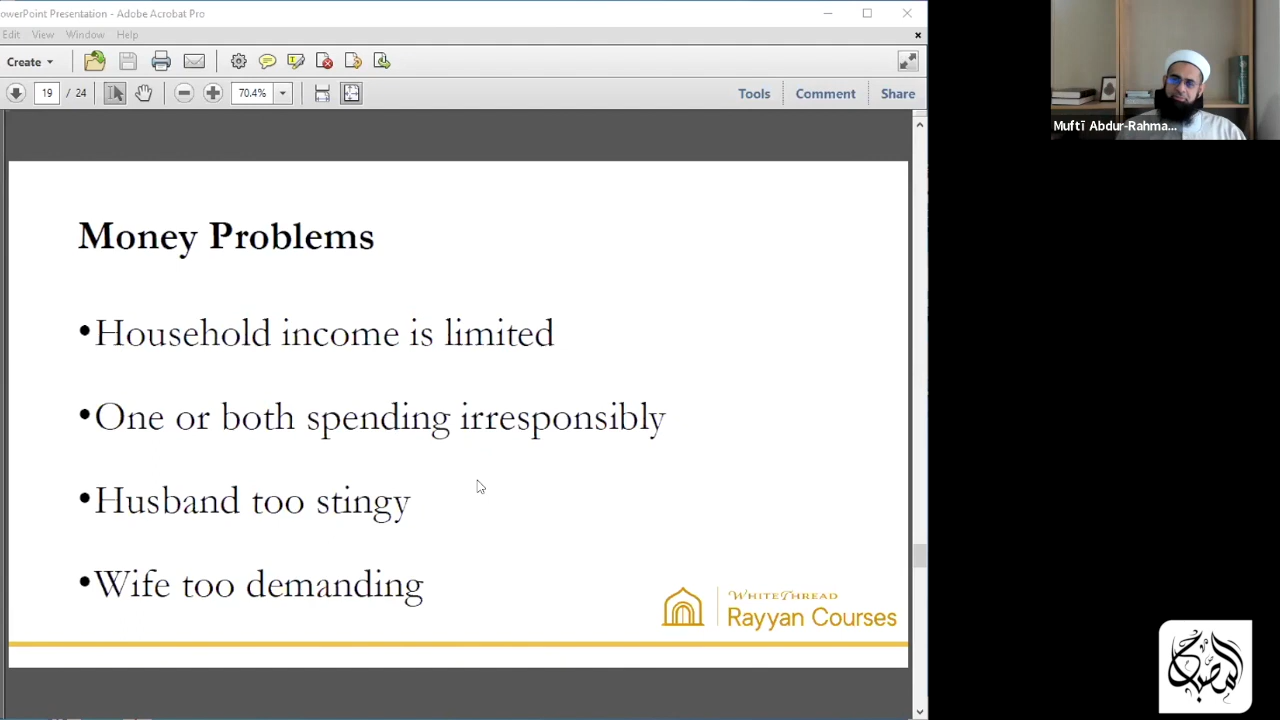 owerPoint Presentation - Adobe Acrobat Pro
Edit View Window Help
Create
19 / 24 70.4% Tools Comment Share
Muftī Abdur-Rahma...
Money Problems
•Household income is limited
•One or both spending irresponsibly
•Husband too stingy
•Wife too demanding
WHITETHREAD
Rayyan Courses
المصباح